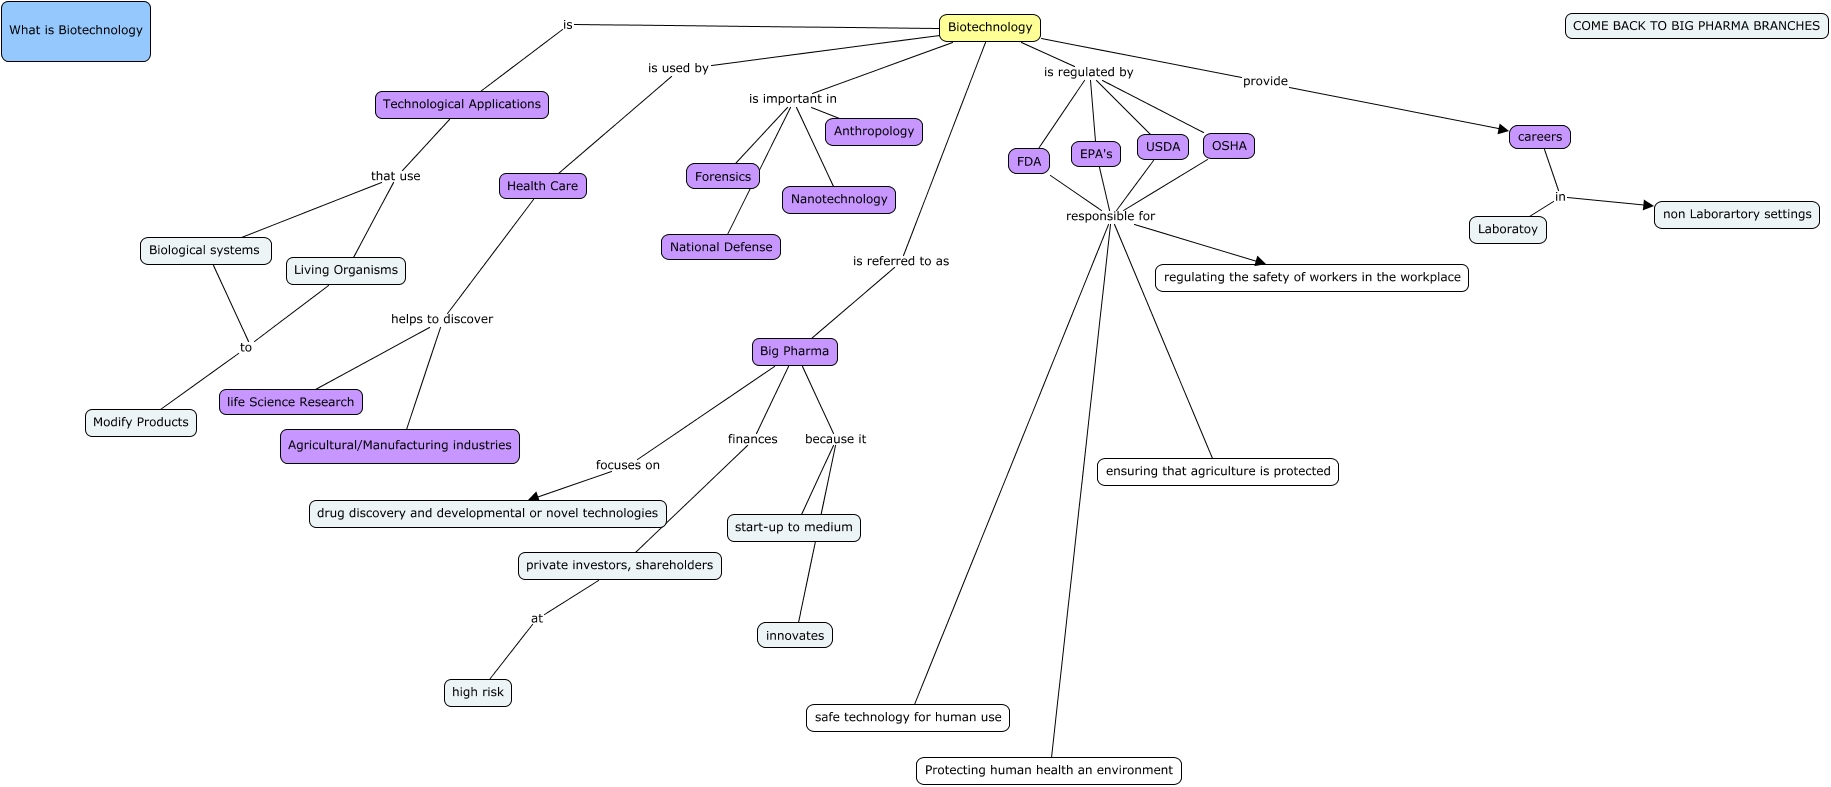 What is Biotechnology
Biotechnology
COME BACK TO BIG PHARMA BRANCHES
is
is used by
is important in
is regulated by
provide
Technological Applications
Anthropology
careers
FDA
EPA's
USDA
OSHA
that use
Health Care
Forensics
Nanotechnology
in
responsible for
Laboratoy
non Laborartory settings
Biological systems
Living Organisms
National Defense
is referred to as
regulating the safety of workers in the workplace
helps to discover
to
Big Pharma
life Science Research
Modify Products
Agricultural/Manufacturing industries
finances
because it
focuses on
ensuring that agriculture is protected
drug discovery and developmental or novel technologies
start-up to medium
private investors, shareholders
at
innovates
high risk
safe technology for human use
Protecting human health an environment